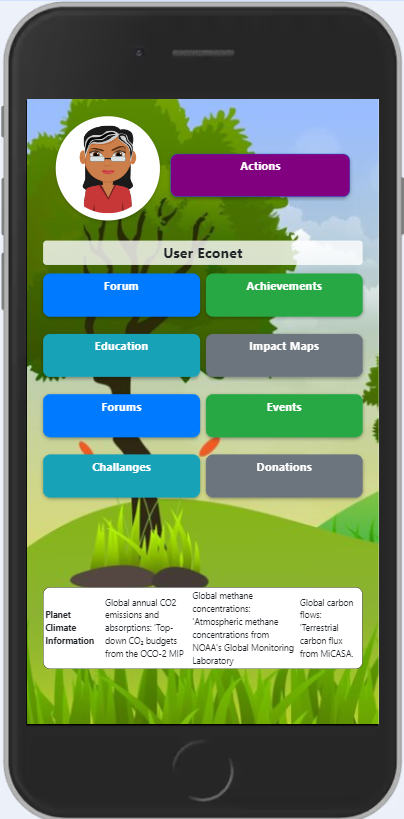 Actions
User Econet
Forum
Achievements
Education
Impact Maps
Forums
Events
Challanges
Donations
Planet
Climate
Information
Global annual CO2
emissions and
absorptions: 'Top-
down CO₂ budgets
from the OCO-2 MIP
Global methane
concentrations:
'Atmospheric methane
concentrations from
NOAA's Global Monitoring
Laboratory
Global carbon
flows:
'Terrestrial
carbon flux
from MiCASA.